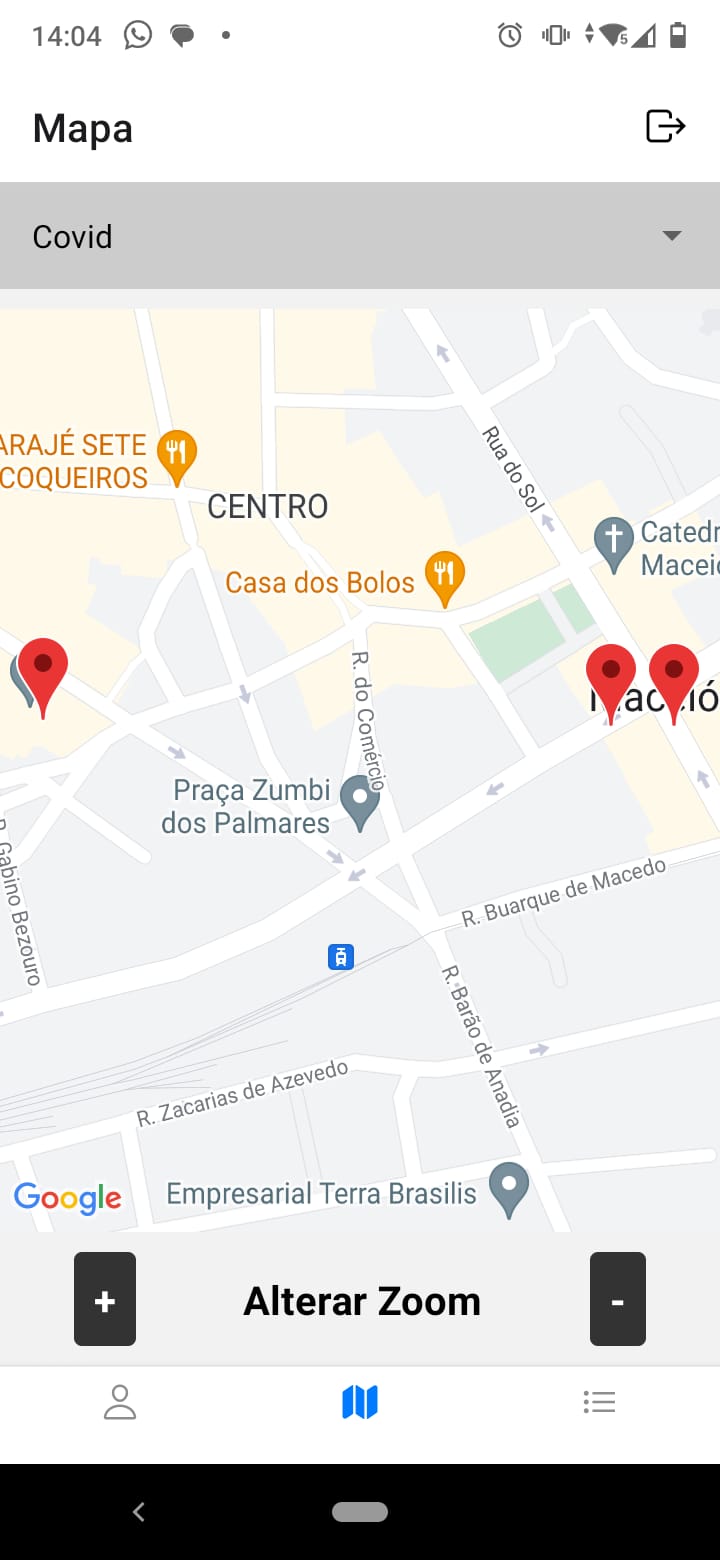 14:04
5
Mapa
Covid
ARAJÉ SETE
COQUEIROS
CENTRO
Rua do Sol
Catedr
Maceió
Casa dos Bolos
Maceió
R. do Comércio
Praça Zumbi
dos Palmares
R. Gabino Bezouro
R. Buarque de Macedo
R. Barão de Anadia
R. Zacarias de Azevedo
Google
Empresarial Terra Brasilis
+
Alterar Zoom
-